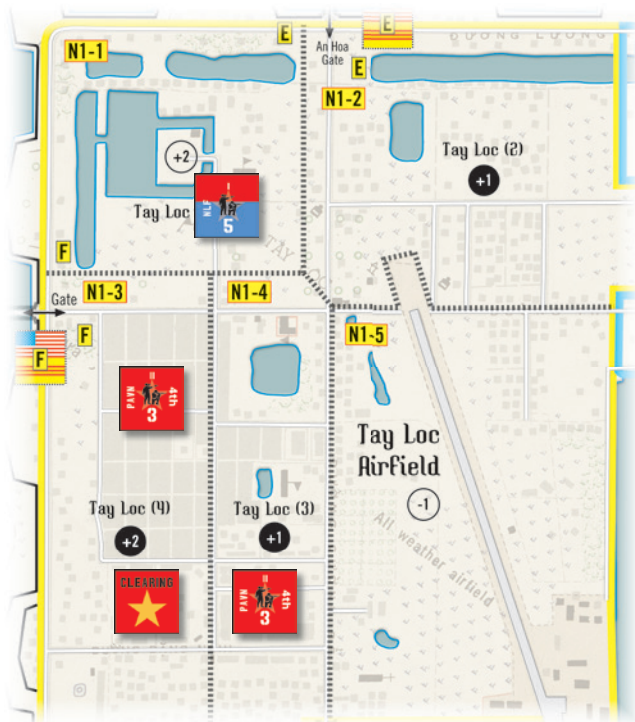 N1-1
E
An Hoa
Gate
DUONG LUONG
E
N1-2
+2
Tay Loc
NLF
I
5
Tay Loc (2)
+1
F
N1-3
N1-4
Gate
F
F
N1-5
PAVN
II
4th
3
Tay Loc
Airfield
-1
Tay Loc (4)
+2
Tay Loc (3)
+1
All weather airfield
CLEARING
PAVN
II
4th
3